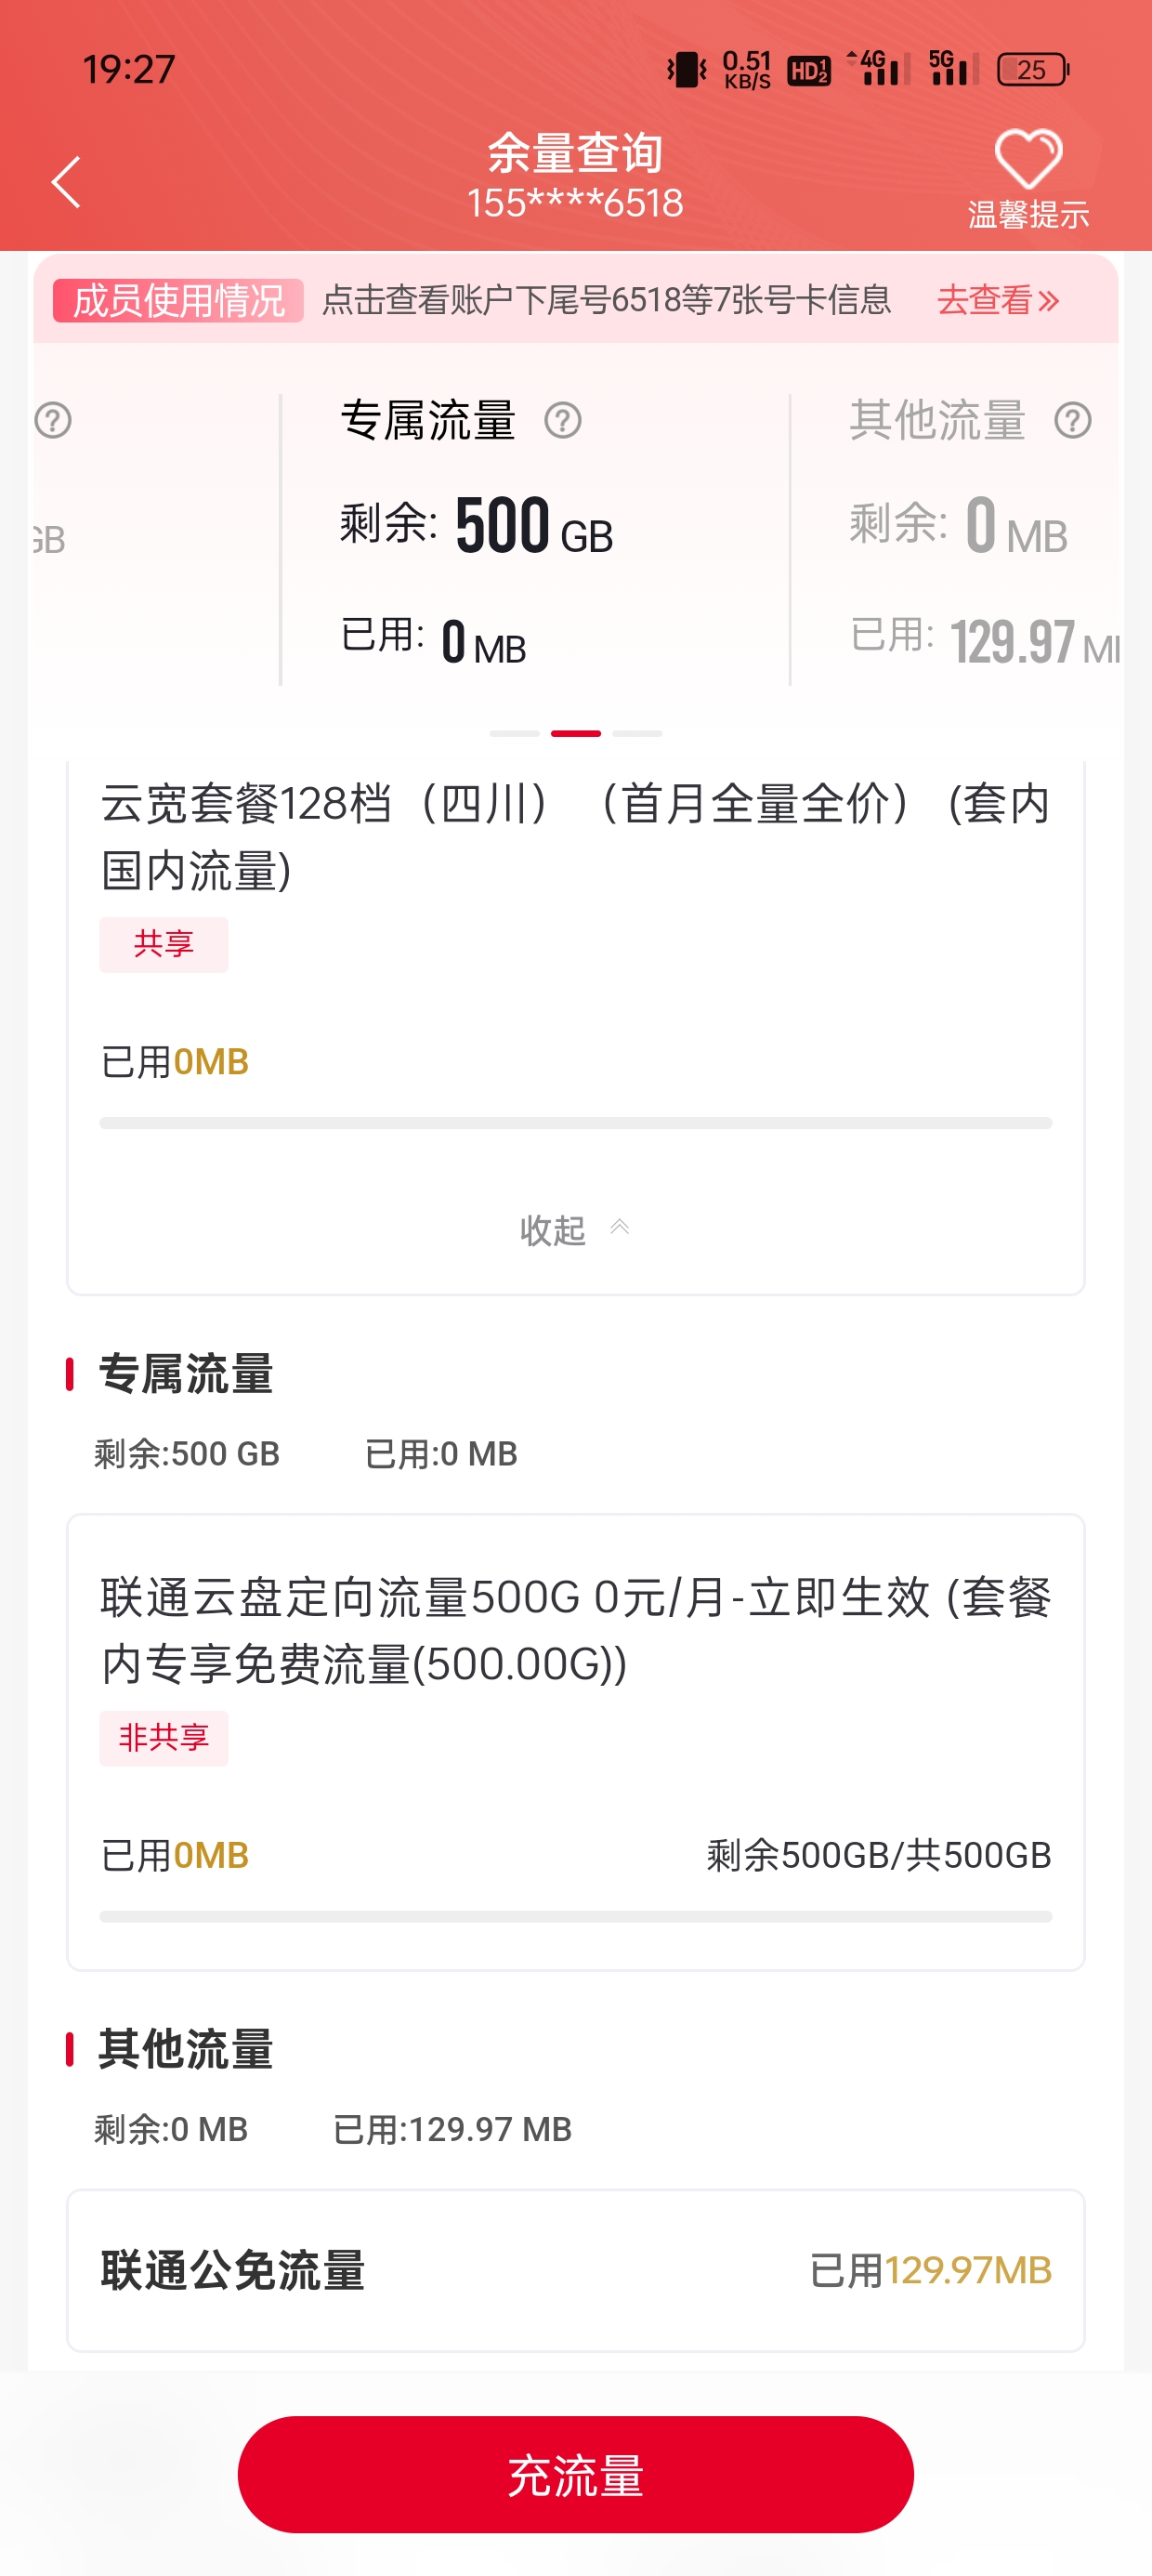 19:27
0.51
KB/S
HD 1 2
4G
5G
25
余量查询
155****6518
温馨提示
成员使用情况 点击查看账户下尾号6518等7张号卡信息 去查看
专属流量 其他流量
GB 剩余: 500 GB 剩余: 0 MB
已用: 0 MB 已用: 129.97 M
云宽套餐128档（四川）（首月全量全价） (套内
国内流量)
共享
已用0MB
收起
专属流量
剩余:500 GB 已用:0 MB
联通云盘定向流量500G 0元/月-立即生效 (套餐
内专享免费流量(500.00G))
非共享
已用0MB 剩余500GB/共500GB
其他流量
剩余:0 MB 已用:129.97 MB
联通公免流量 已用129.97MB
充流量